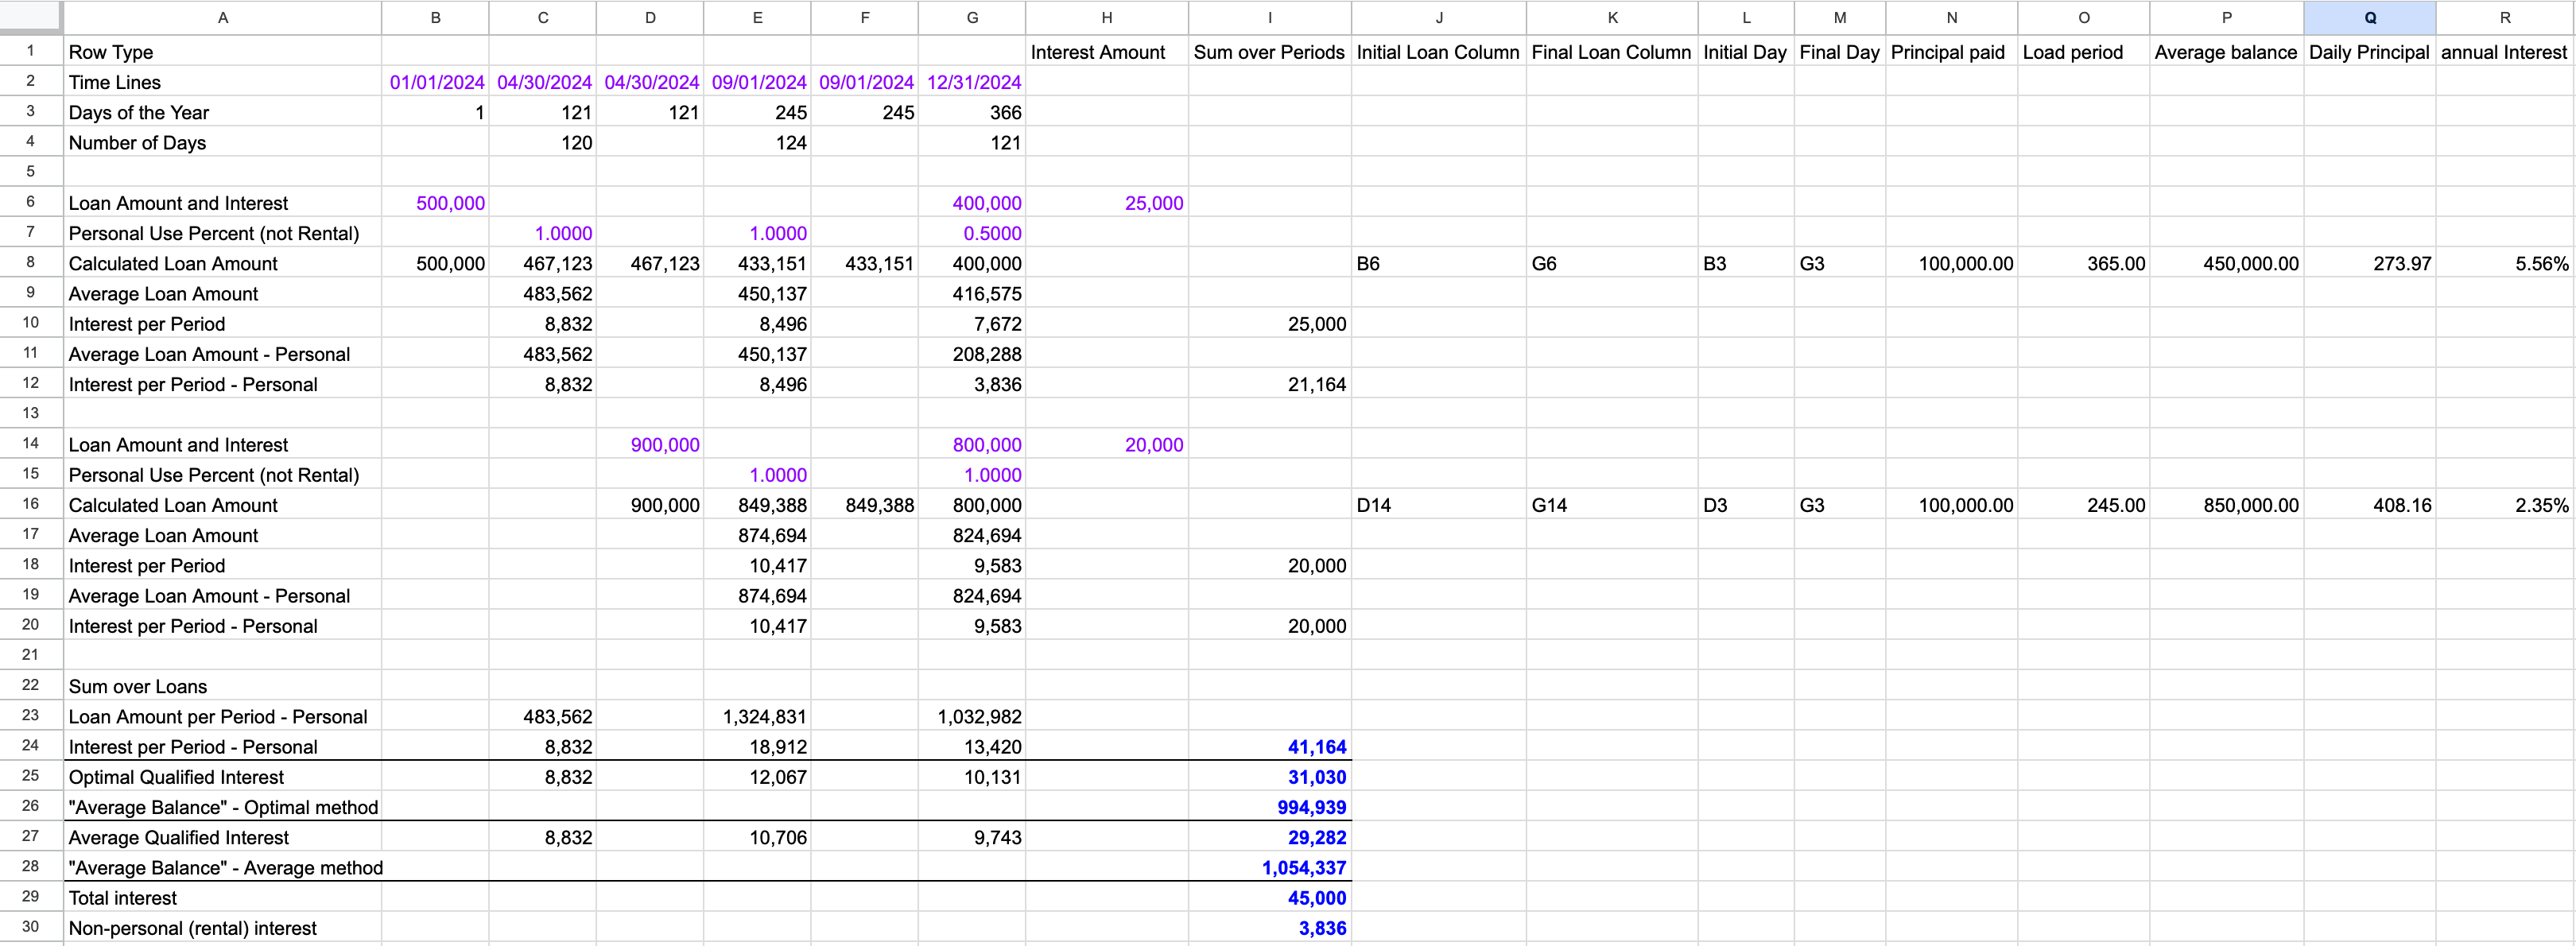 A B C D E F G H I J K L M N O P Q R
1 Row Type Interest Amount Sum over Periods Initial Loan Column Final Loan Column Initial Day Final Day Principal paid Load period Average balance Daily Principal annual Interest
2 Time Lines 01/01/2024 04/30/2024 04/30/2024 09/01/2024 09/01/2024 12/31/2024
3 Days of the Year 1 121 121 245 245 366
4 Number of Days 120 124 121
5
6 Loan Amount and Interest 500,000 400,000 25,000
7 Personal Use Percent (not Rental) 1.0000 1.0000 0.5000
8 Calculated Loan Amount 500,000 467,123 467,123 433,151 433,151 400,000 B6 G6 B3 G3 100,000.00 365.00 450,000.00 273.97 5.56%
9 Average Loan Amount 483,562 450,137 416,575
10 Interest per Period 8,832 8,496 7,672 25,000
11 Average Loan Amount - Personal 483,562 450,137 208,288
12 Interest per Period - Personal 8,832 8,496 3,836 21,164
13
14 Loan Amount and Interest 900,000 800,000 20,000
15 Personal Use Percent (not Rental) 1.0000 1.0000
16 Calculated Loan Amount 900,000 849,388 849,388 800,000 D14 G14 D3 G3 100,000.00 245.00 850,000.00 408.16 2.35%
17 Average Loan Amount 874,694 824,694
18 Interest per Period 10,417 9,583 20,000
19 Average Loan Amount - Personal 874,694 824,694
20 Interest per Period - Personal 10,417 9,583 20,000
21
22 Sum over Loans
23 Loan Amount per Period - Personal 483,562 1,324,831 1,032,982
24 Interest per Period - Personal 8,832 18,912 13,420 41,164
25 Optimal Qualified Interest 8,832 12,067 10,131 31,030
26 "Average Balance" - Optimal method 994,939
27 Average Qualified Interest 8,832 10,706 9,743 29,282
28 "Average Balance" - Average method 1,054,337
29 Total interest 45,000
30 Non-personal (rental) interest 3,836